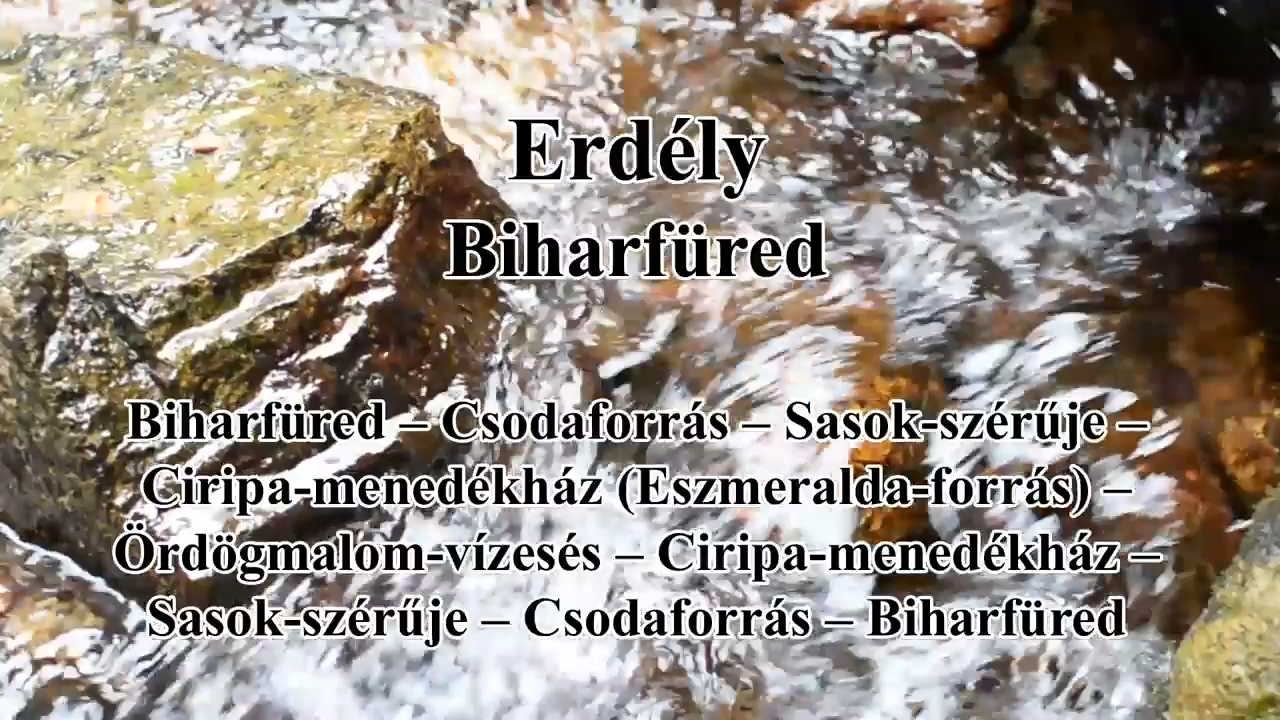 Erdély
Biharfüred
Biharfüred – Csodaforrás – Sasok-szérűje –
Ciripa-menedékház (Eszmeralda-forrás) –
Ördögmalom-vízesés – Ciripa-menedékház –
Sasok-szérűje – Csodaforrás – Biharfüred